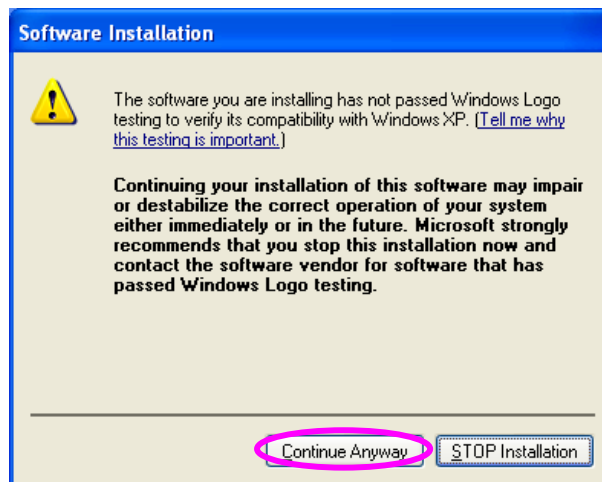 Software Installation
The software you are installing has not passed Windows Logo
testing to verify its compatibility with Windows XP. (Tell me why
this testing is important.)
Continuing your installation of this software may impair
or destabilize the correct operation of your system
either immediately or in the future. Microsoft strongly
recommends that you stop this installation now and
contact the software vendor for software that has
passed Windows Logo testing.
Continue Anyway STOP Installation